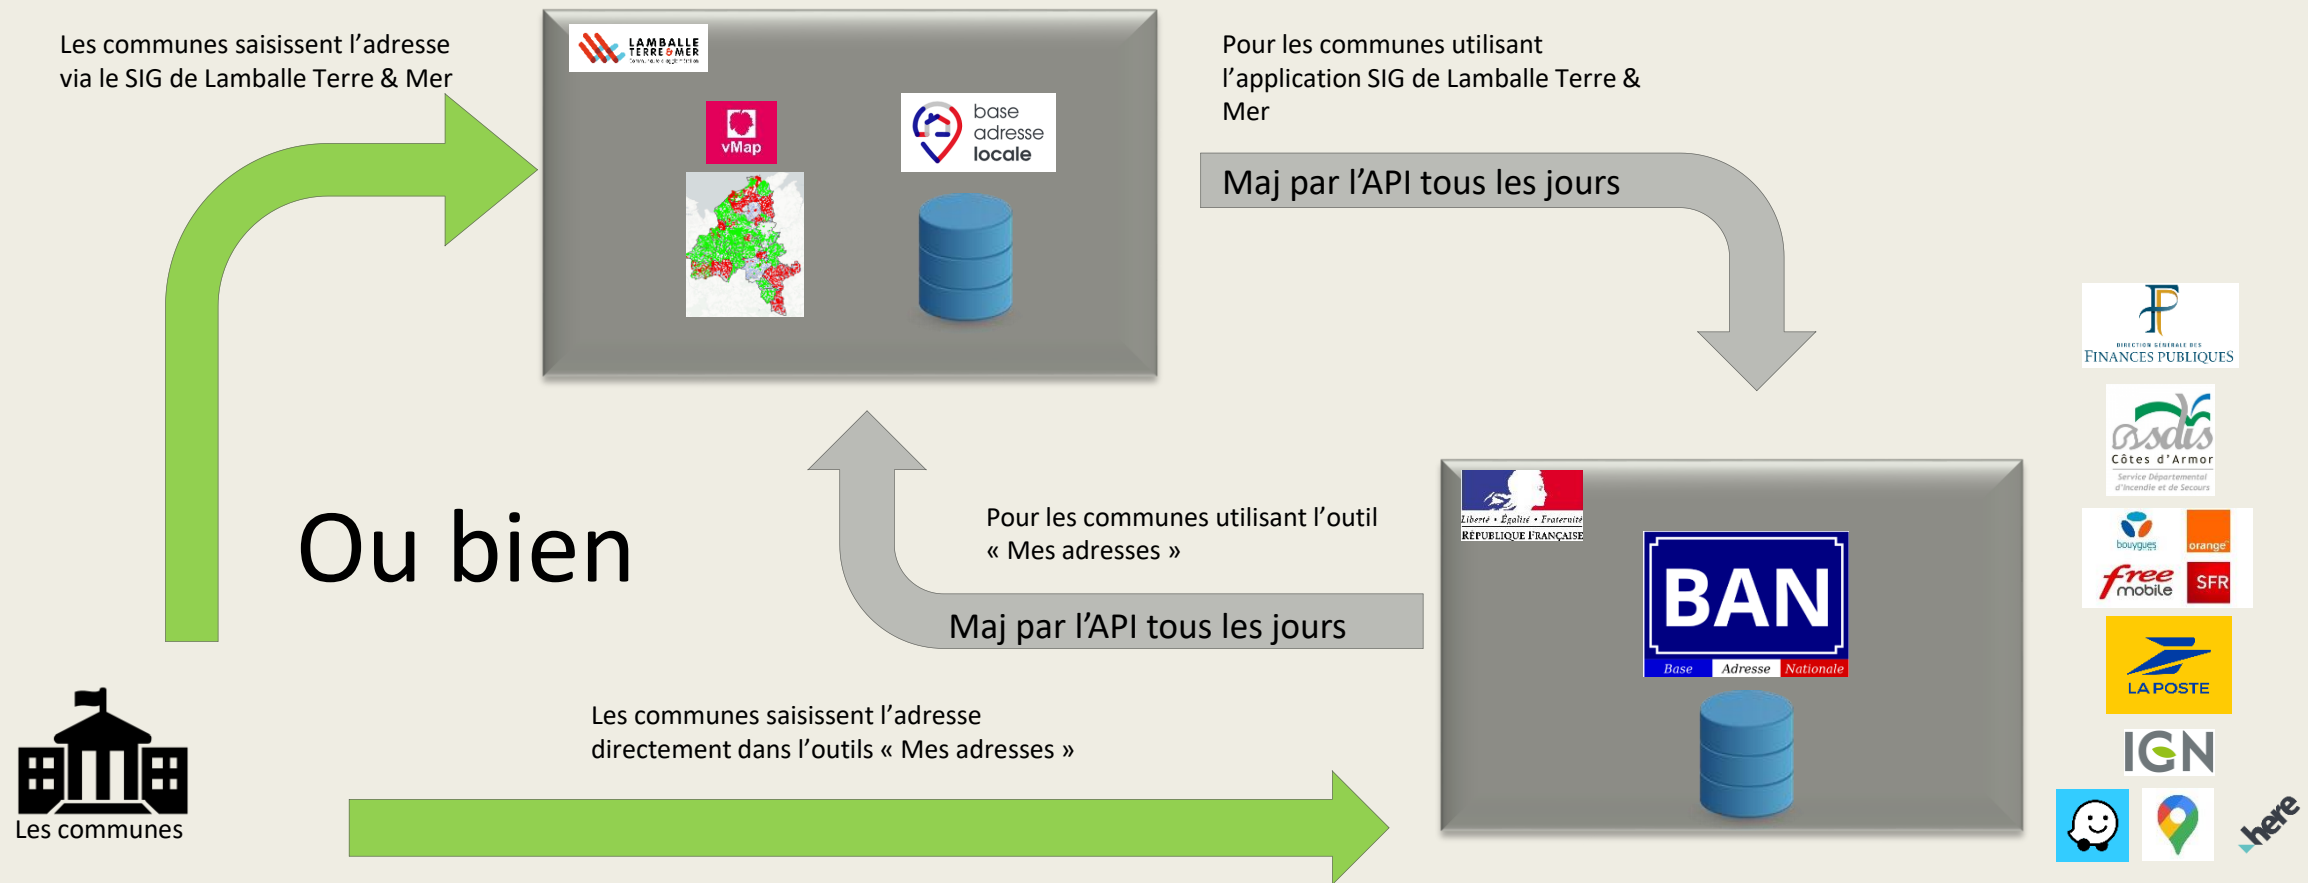 Les communes saisissent l’adresse
via le SIG de Lamballe Terre & Mer
LAMBALLE
TERRE&MER
vMap
base
adresse
locale
Pour les communes utilisant
l’application SIG de Lamballe Terre &
Mer
Maj par l’API tous les jours
Ou bien
Pour les communes utilisant l’outil
« Mes adresses »
Maj par l’API tous les jours
Les communes saisissent l’adresse
directement dans l’outils « Mes adresses »
Les communes
Liberté • Égalité • Fraternité
RÉPUBLIQUE FRANÇAISE
BAN
Base Adresse Nationale
DIRECTION GÉNÉRALE DES
FINANCES PUBLIQUES
sdis
Côtes d'Armor
Service Départemental
d'Incendie et de Secours
bouygues
orange
free
mobile
SFR
LA POSTE
IGN
here